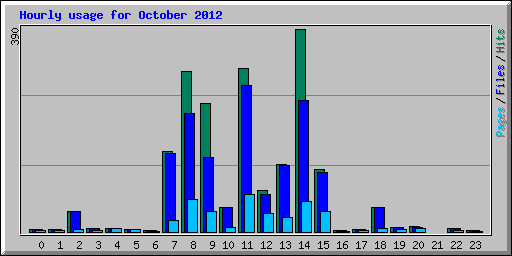 Hourly usage for October 2012
390
Pages / Files / Hits
0 1 2 3 4 5 6 7 8 9 10 11 12 13 14 15 16 17 18 19 20 21 22 23